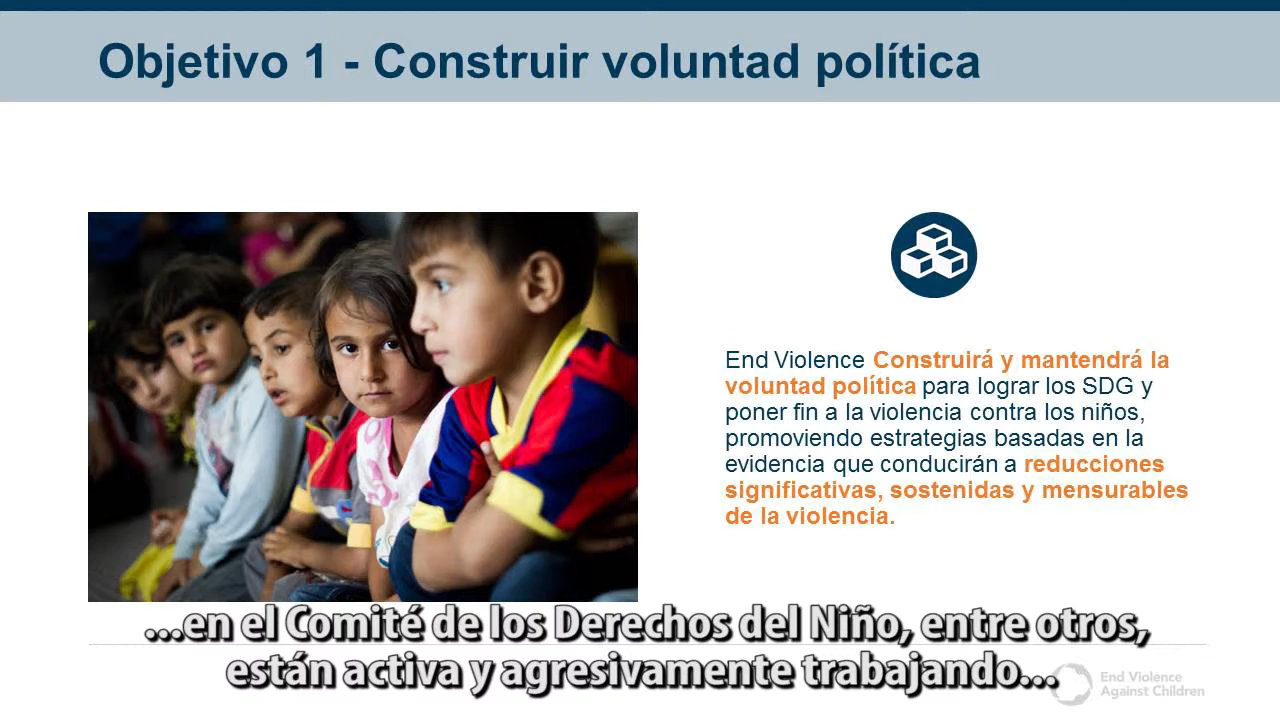 Objetivo 1 - Construir voluntad política
End Violence Construirá y mantendrá la
voluntad política para lograr los SDG y
poner fin a la violencia contra los niños,
promoviendo estrategias basadas en la
evidencia que conducirán a reducciones
significativas, sostenidas y mensurables
de la violencia.
...en el Comité de los Derechos del Niño, entre otros,
están activa y agresivamente trabajando...
End Violence
Against Children